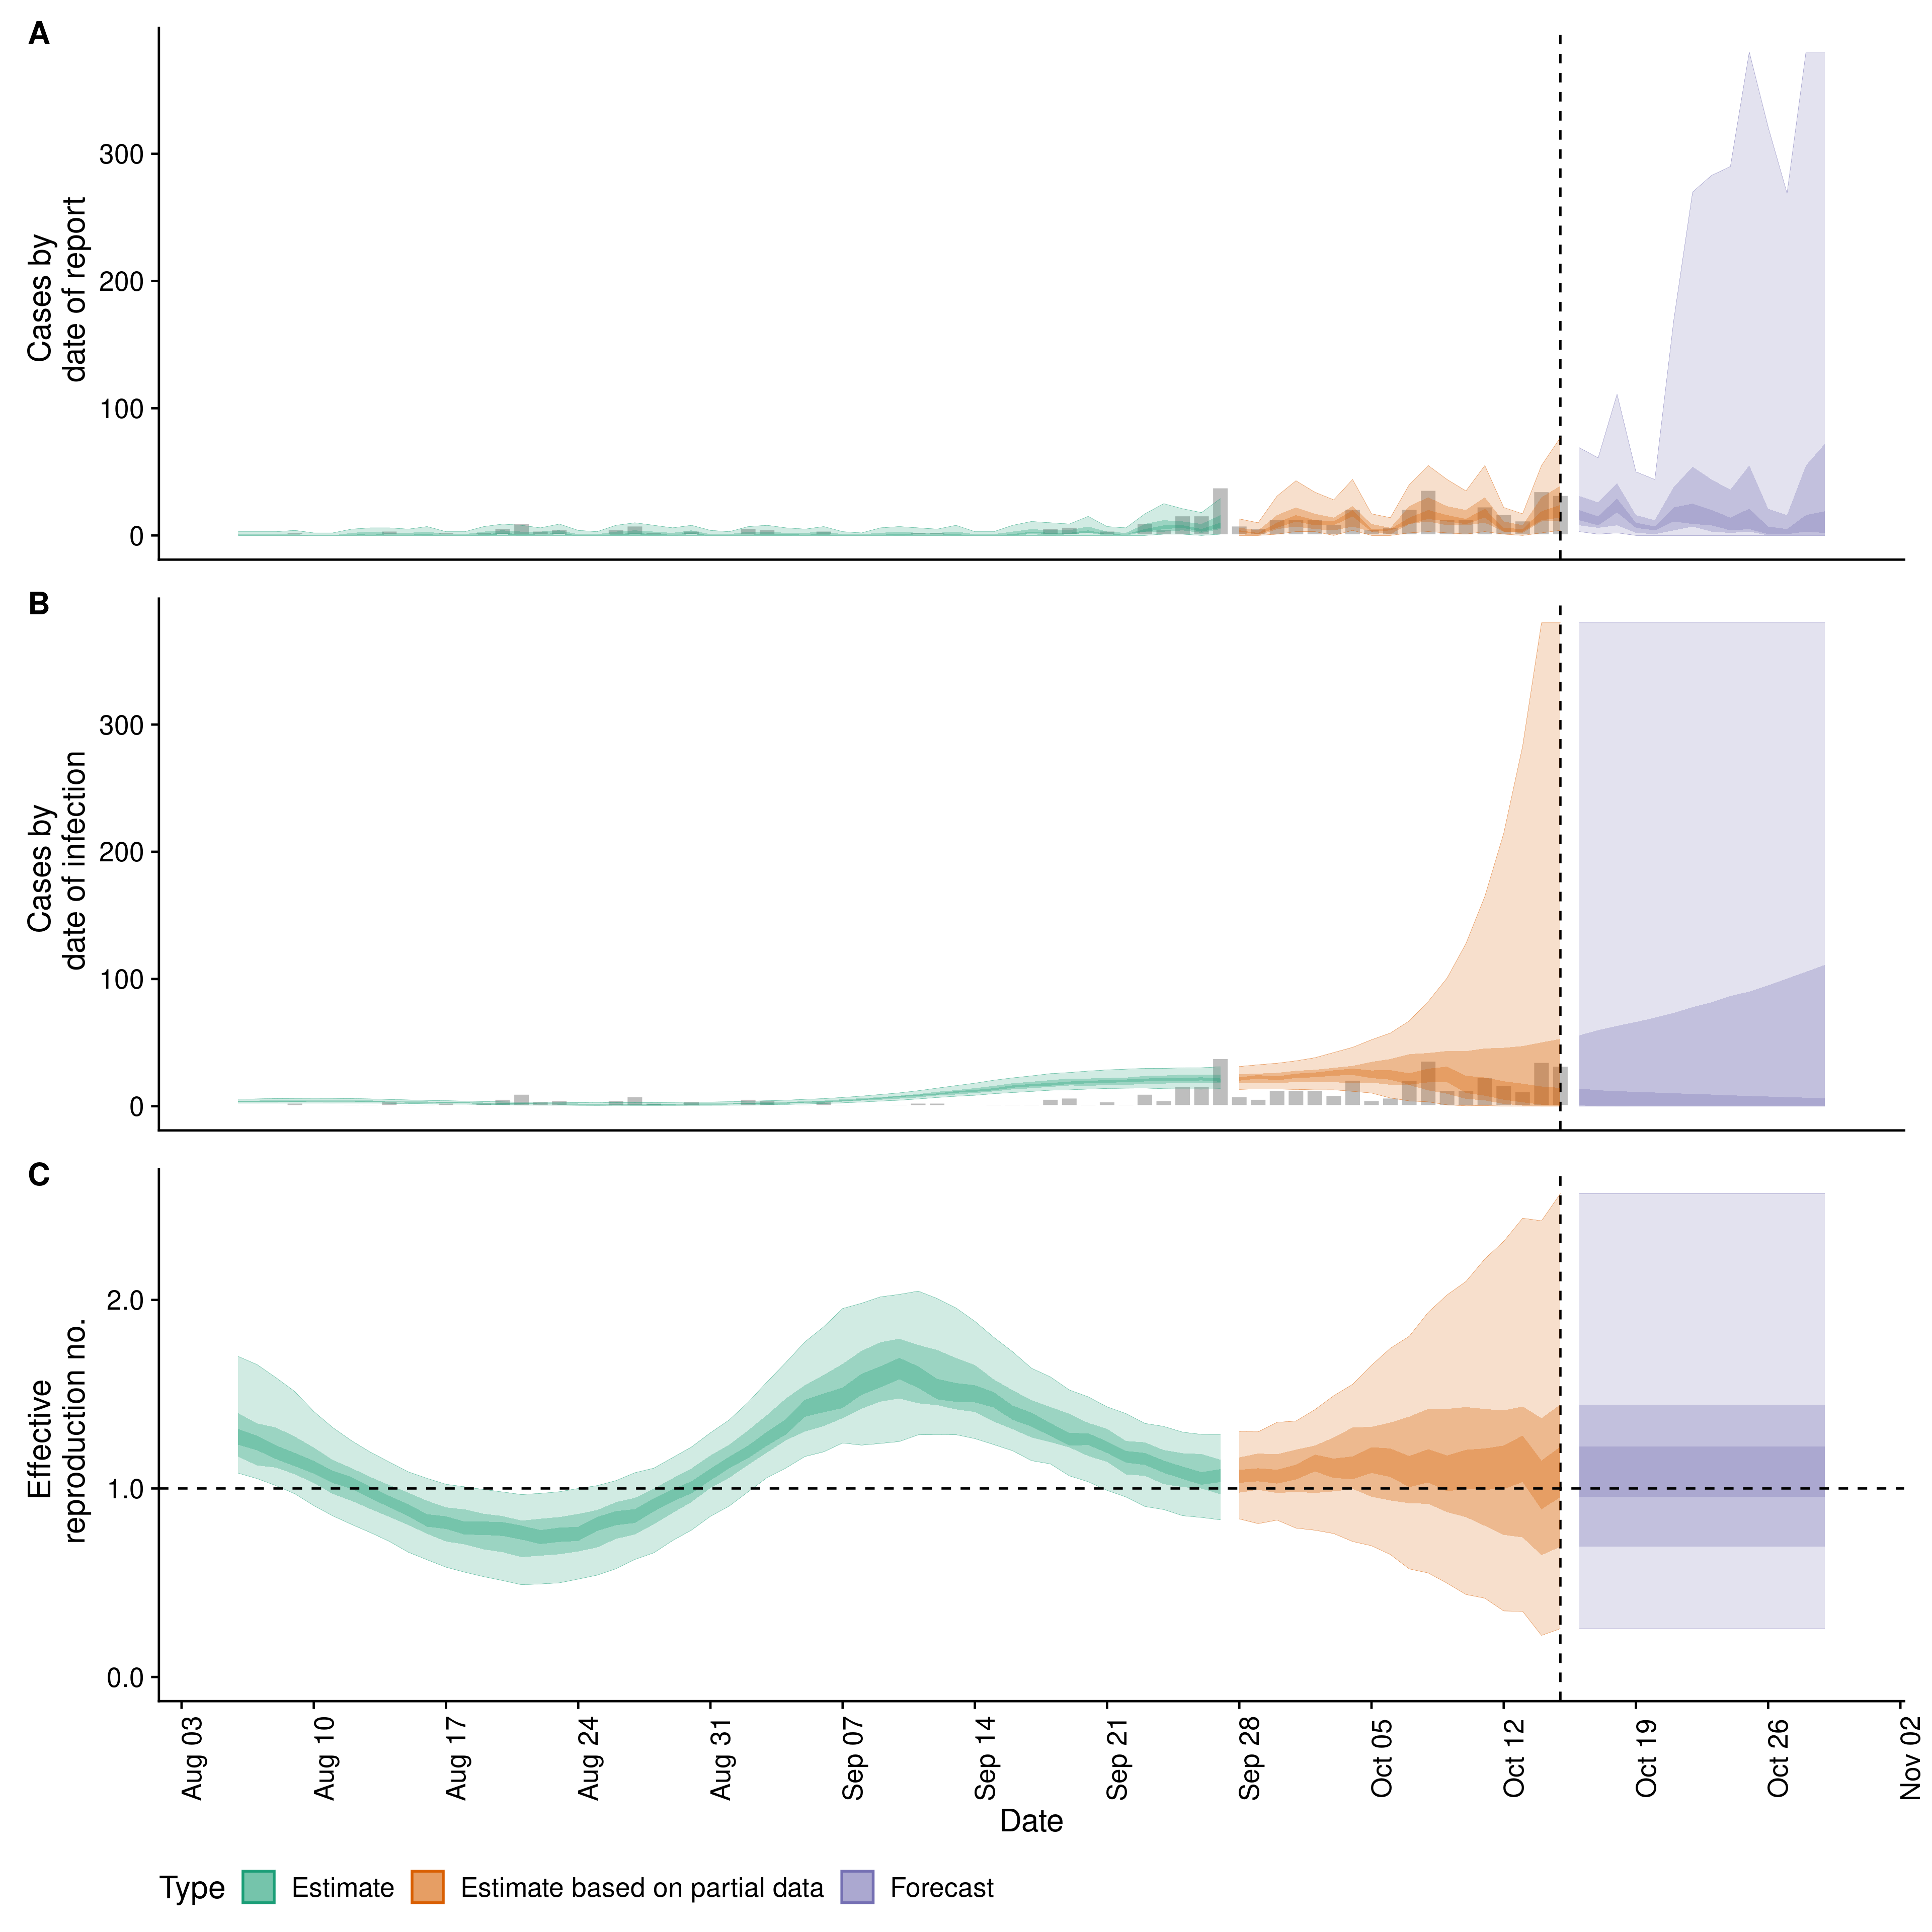 A
Cases by
date of report
300
200
100
0
B
Cases by
date of infection
300
200
100
0
C
Effective
reproduction no.
2.0
1.0
0.0
Aug 03
Aug 10
Aug 17
Aug 24
Aug 31
Sep 07
Sep 14
Sep 21
Sep 28
Oct 05
Oct 12
Oct 19
Oct 26
Nov 02
Date
Type Estimate Estimate based on partial data Forecast